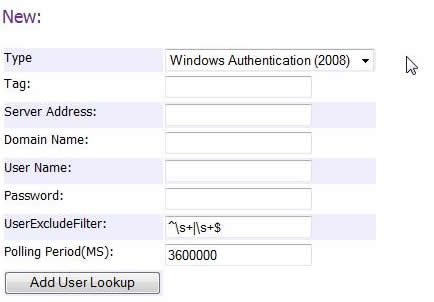 New:
Type Windows Authentication (2008)
Tag:
Server Address:
Domain Name:
User Name:
Password:
UserExcludeFilter: ^\s+|\s+$
Polling Period(MS): 3600000
Add User Lookup